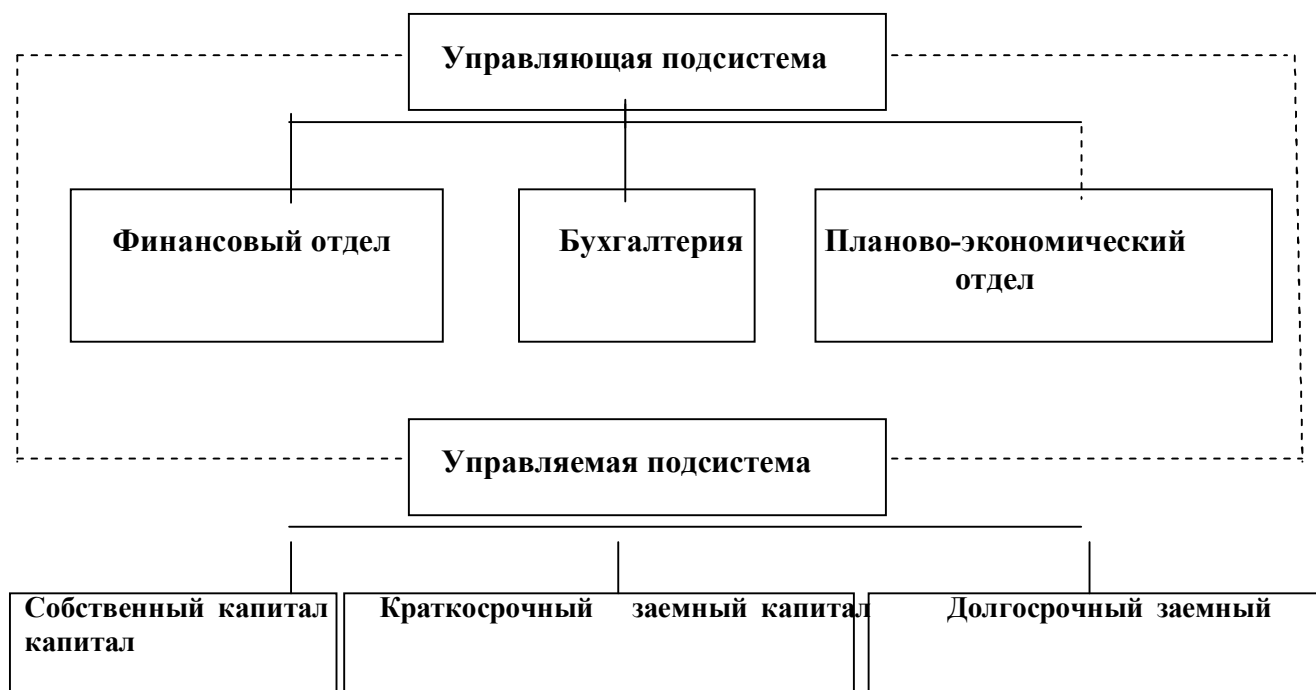 Управляющая подсистема
Финансовый отдел
Бухгалтерия
Планово-экономический
отдел
Управляемая подсистема
Собственный капитал
капитал
Краткосрочный заемный капитал
Долгосрочный заемный